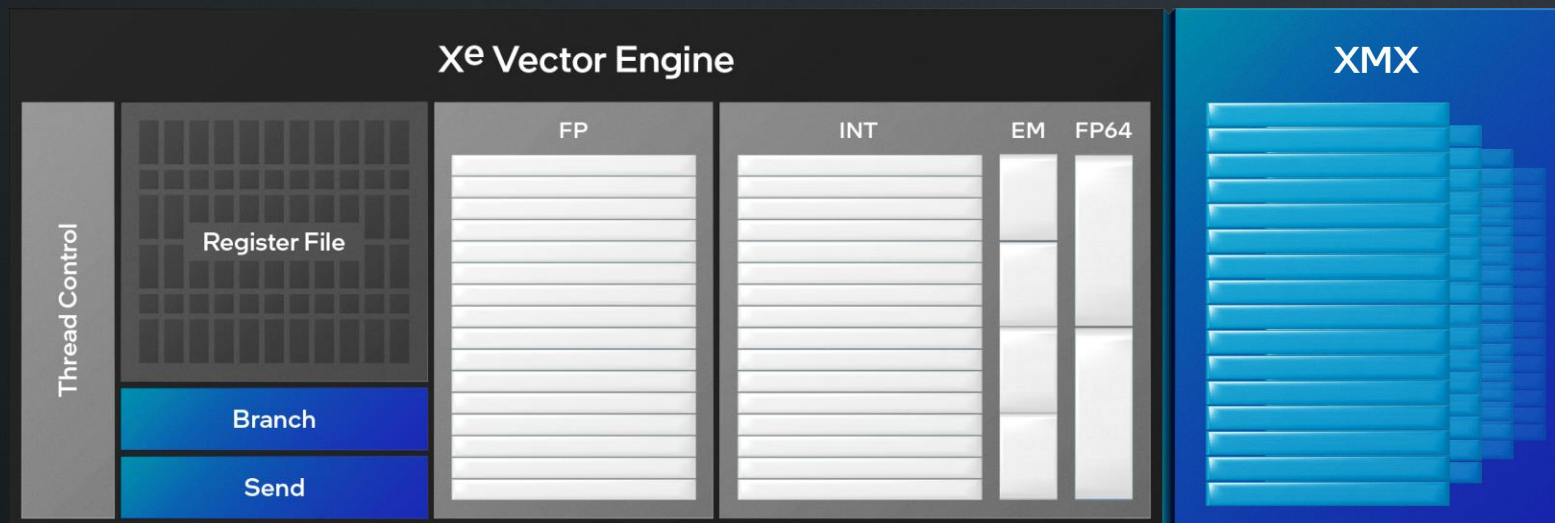 Xe Vector Engine
XMX
Thread Control
Register File
Branch
Send
FP
INT
EM
FP64